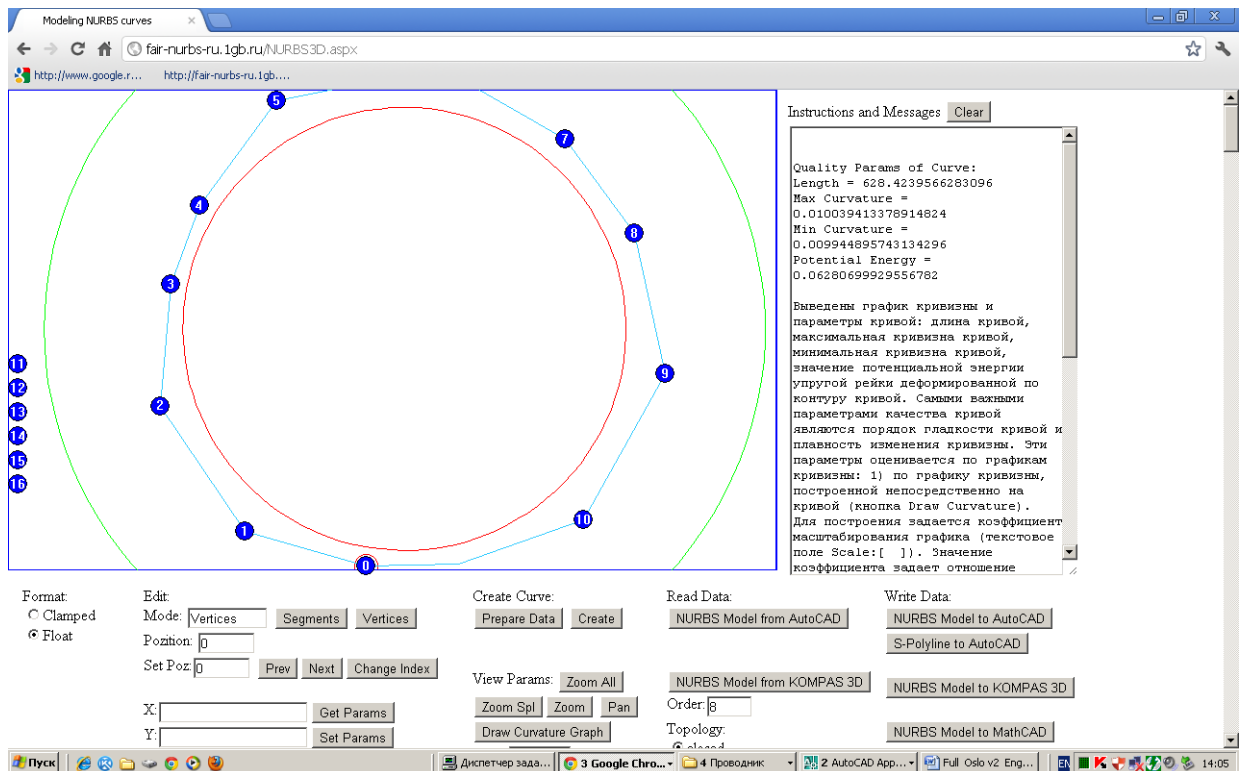 Modeling NURBS curves
fair-nurbs-ru.1gb.ru/NURBS3D.aspx
http://www.google.r... http://fair-nurbs-ru.1gb....
5
7
4
8
3
11
9
12
2
13
14
15
16
1
10
0
Instructions and Messages Clear
Quality Params of Curve:
Length = 628.4239566283096
Max Curvature =
0.010039413378914824
Min Curvature =
0.009944895743134296
Potential Energy =
0.06280699929556782
Выведены график кривизны и
параметры кривой: длина кривой,
максимальная кривизна кривой,
минимальная кривизна кривой,
значение потенциальной энергии
упругой рейки деформированной по
контуру кривой. Самыми важными
параметрами качества кривой
являются порядок гладкости кривой и
плавность изменения кривизны. Эти
параметры оценивается по графикам
кривизны: 1) по графику кривизны,
построенной непосредственно на
кривой (кнопка Draw Curvature).
Для построения задается коэффициент
масштабирования графика (текстовое
поле Scale:[ ]). Значение
коэффициента задает отношение
Format: Edit: Create Curve: Read Data: Write Data:
Clamped Mode: Vertices Segments Vertices Prepare Data Create NURBS Model from AutoCAD NURBS Model to AutoCAD
Float Pozition: 0 S-Polyline to AutoCAD
Set Poz: 0 Prev Next Change Index
View Params: Zoom All NURBS Model from KOMPAS 3D NURBS Model to KOMPAS 3D
X: Get Params Zoom Spl Zoom Pan Order: 8
Y: Set Params Draw Curvature Graph Topology: NURBS Model to MathCAD
closed
Пуск Диспетчер зада... 3 Google Chro... 4 Проводник 2 AutoCAD App... Full Oslo v2 Eng... EN 14:05